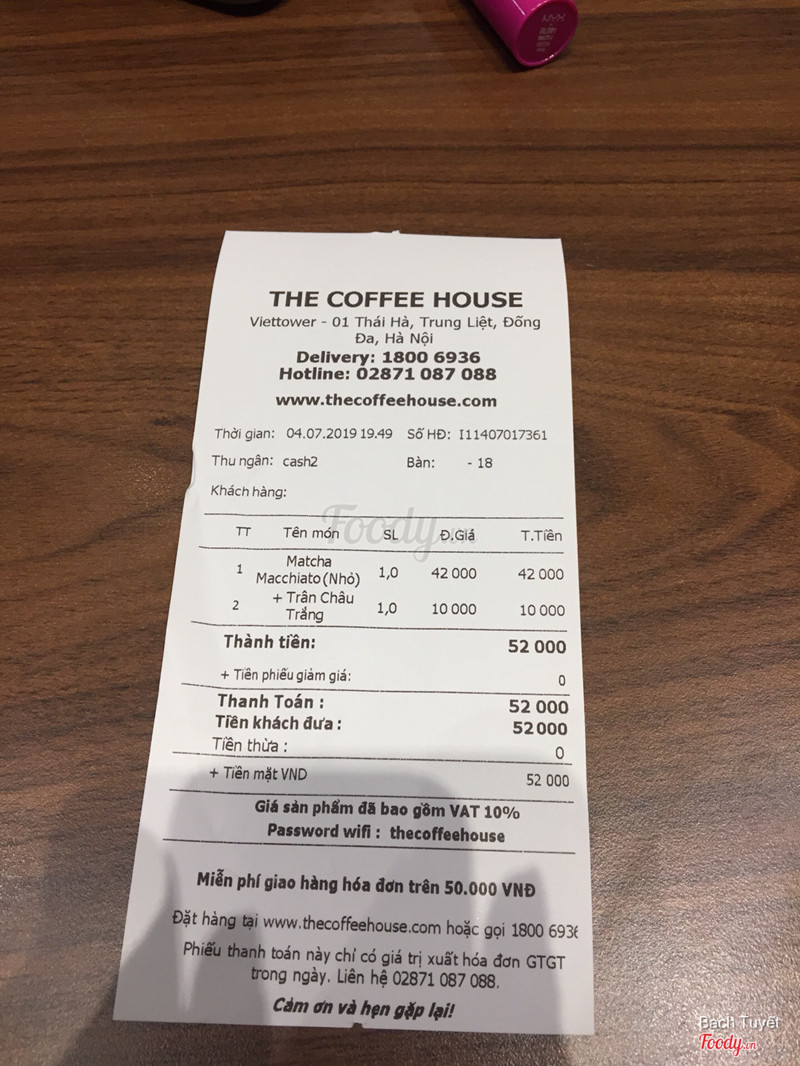 THE COFFEE HOUSE
Viettower - 01 Thái Hà, Trung Liệt, Đống
Đa, Hà Nội
Delivery: 1800 6936
Hotline: 02871 087 088
www.thecoffeehouse.com
Thời gian: 04.07.2019 19.49 Số HĐ: I11407017361
Thu ngân: cash2 Bàn: - 18
Khách hàng:
Foody.vn
TT Tên món SL Đ.Giá T.Tiền
1 Matcha Macchiato(Nhỏ) 1,0 42 000 42 000
2 + Trân Châu Trắng 1,0 10 000 10 000
Thành tiền: 52 000
+ Tiền phiếu giảm giá: 0
Thanh Toán : 52 000
Tiền khách đưa : 52 000
Tiền thừa : 0
+ Tiền mặt VND 52 000
Giá sản phẩm đã bao gồm VAT 10%
Password wifi : thecoffeehouse
Miễn phí giao hàng hóa đơn trên 50.000 VNĐ
Đặt hàng tại www.thecoffeehouse.com hoặc gọi 1800 6936
Phiếu thanh toán này chỉ có giá trị xuất hóa đơn GTGT
trong ngày. Liên hệ 02871 087 088.
Cảm ơn và hẹn gặp lại!
Bạch Tuyết
Foody.vn